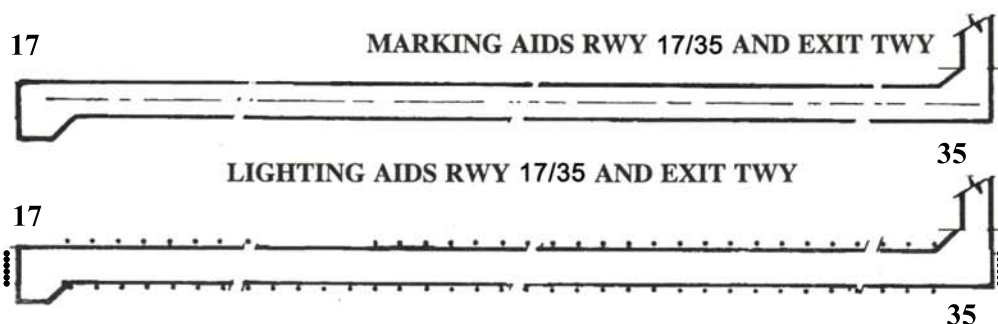 17
MARKING AIDS RWY 17/35 AND EXIT TWY
35
LIGHTING AIDS RWY 17/35 AND EXIT TWY
17
35